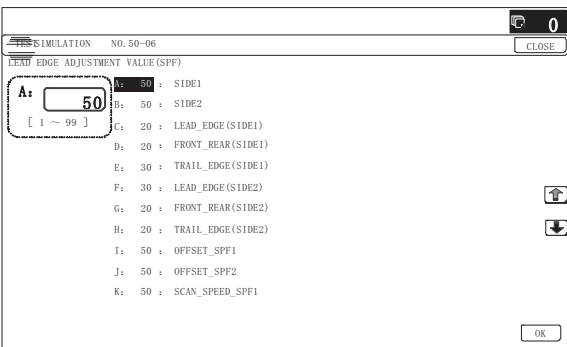 0
TEST SIMULATION NO.50-06
CLOSE
LEAD EDGE ADJUSTMENT VALUE(SPF)
A: 50
[ 1 ~ 99 ]
A: 50 : SIDE1
B: 50 : SIDE2
C: 20 : LEAD_EDGE(SIDE1)
D: 20 : FRONT_REAR(SIDE1)
E: 30 : TRAIL_EDGE(SIDE1)
F: 30 : LEAD_EDGE(SIDE2)
G: 20 : FRONT_REAR(SIDE2)
H: 20 : TRAIL_EDGE(SIDE2)
I: 50 : OFFSET_SPF1
J: 50 : OFFSET_SPF2
K: 50 : SCAN_SPEED_SPF1
OK